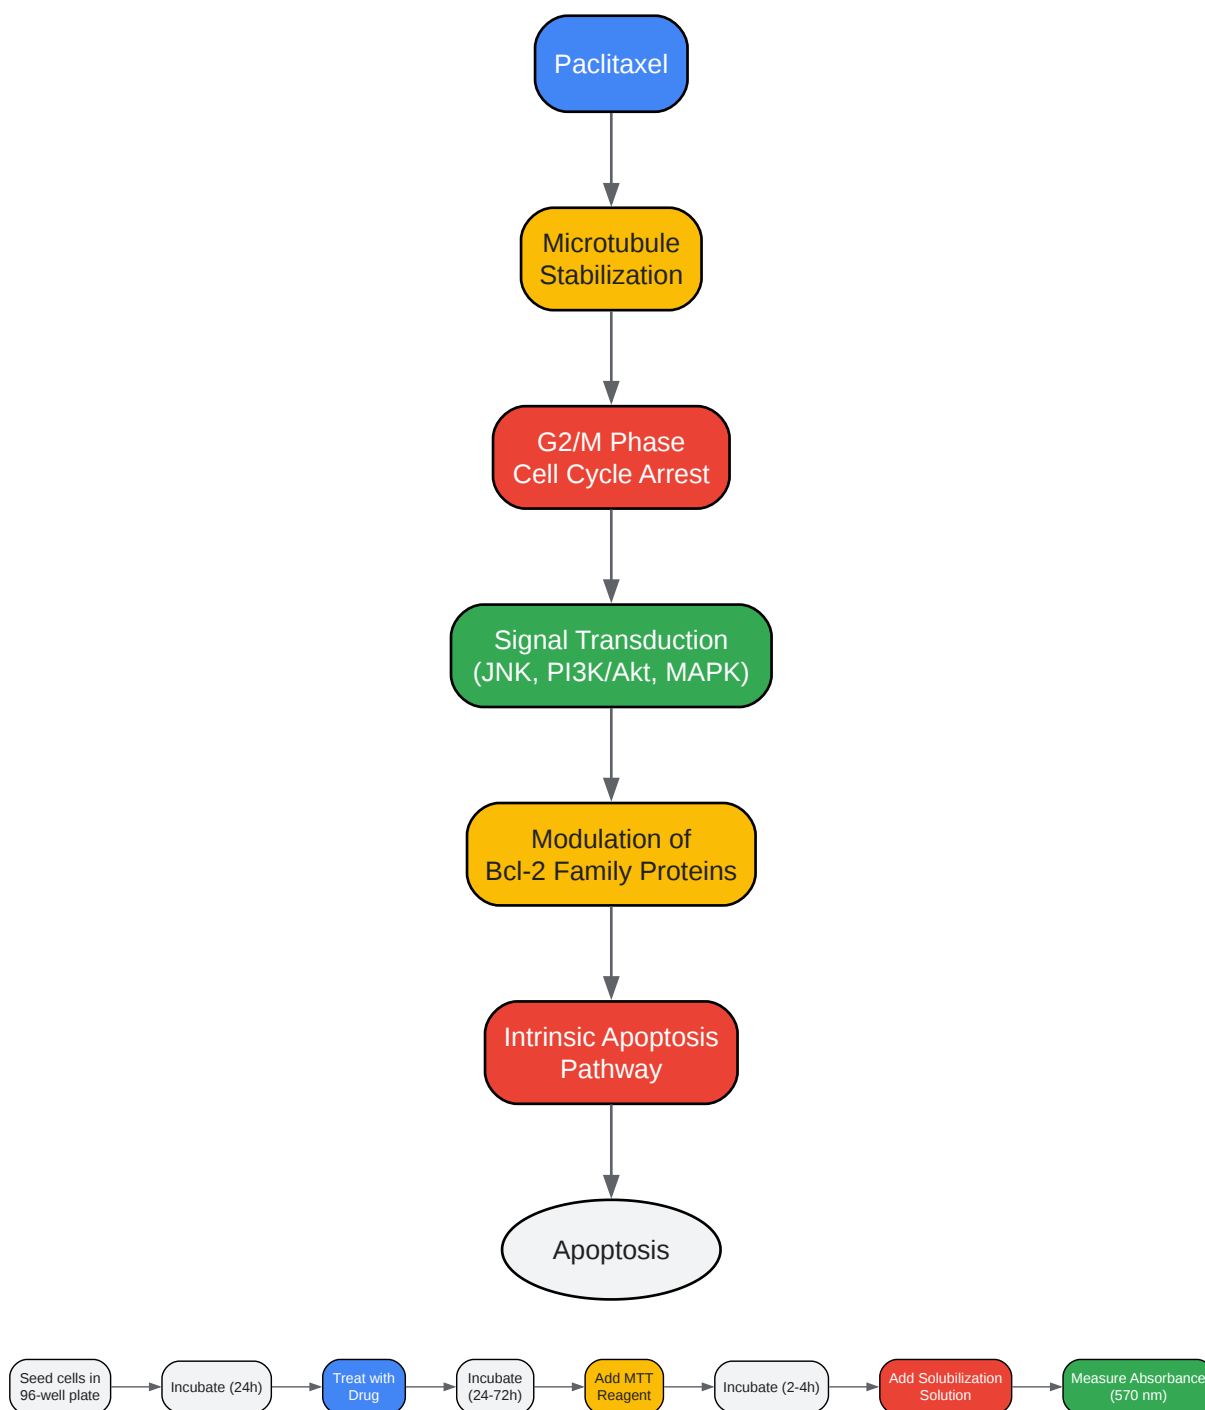 Paclitaxel
Microtubule
Stabilization
G2/M Phase
Cell Cycle Arrest
Signal Transduction
(JNK, PI3K/Akt, MAPK)
Modulation of
Bcl-2 Family Proteins
Intrinsic Apoptosis
Pathway
Apoptosis
Seed cells in
96-well plate
Incubate (24h)
Treat with
Drug
Incubate
(24-72h)
Add MTT
Reagent
Incubate (2-4h)
Add Solubilization
Solution
Measure Absorbance
(570 nm)